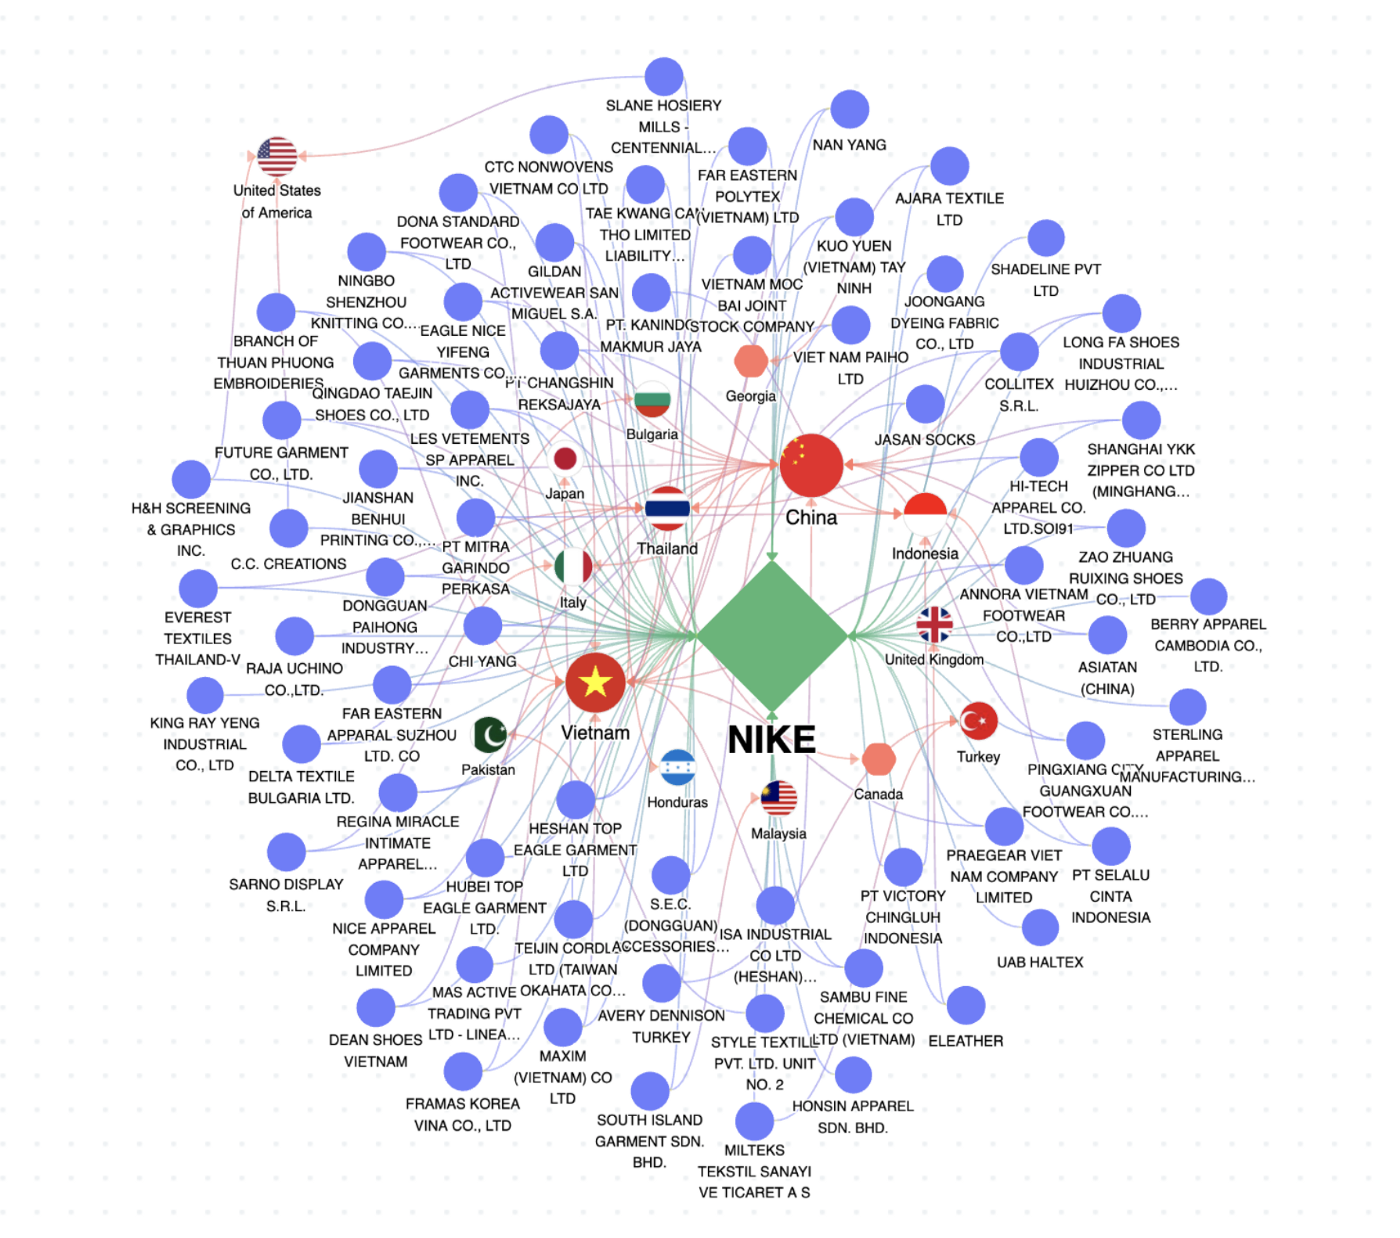 SLANE HOSIERY
MILLS -
CENTENNIAL...
NAN YANG
CTC NONWOVENS
VIETNAM CO LTD
FAR EASTERN
POLYTEX
(VIETNAM) LTD
United States
of America
AJARA TEXTILE
LTD
DONA STANDARD
FOOTWEAR CO.,
LTD
TAE KWANG CAN
THO LIMITED
LIABILITY...
KUO YUEN
(VIETNAM) TAY
NINH
SHADELINE PVT
LTD
NINGBO
SHENZHOU
KNITTING CO....
GILDAN
ACTIVEWEAR SAN
MIGUEL S.A.
VIETNAM MOC
BAI JOINT
STOCK COMPANY
JOONGANG
DYEING FABRIC
CO., LTD
BRANCH OF
THUAN PHUONG
EMBROIDERIES
EAGLE NICE
YIFENG
GARMENTS CO....
PT. KANINDO
MAKMUR JAYA
VIET NAM PAIHO
LTD
LONG FA SHOES
INDUSTRIAL
HUIZHOU CO.,...
QINGDAO TAEJIN
SHOES CO., LTD
PT CHANGSHIN
REKSAJAYA
Georgia
COLLITEX
S.R.L.
Bulgaria
JASAN SOCKS
FUTURE GARMENT
CO., LTD.
LES VETEMENTS
SP APPAREL
INC.
SHANGHAI YKK
ZIPPER CO LTD
(MINGHANG...
Japan
China
HI-TECH
APPAREL CO.
LTD.SOI91
H&H SCREENING
& GRAPHICS
INC.
JIANSHAN
BENHUI
PRINTING CO.,...
Thailand
Indonesia
C.C. CREATIONS
PT MITRA
GARINDO
PERKASA
ZAO ZHUANG
RUIXING SHOES
CO., LTD
Italy
ANNORA VIETNAM
FOOTWEAR
CO.,LTD
EVEREST
TEXTILES
THAILAND-V
DONGGUAN
PAIHONG
INDUSTRY...
BERRY APPAREL
CAMBODIA CO.,
LTD.
RAJA UCHINO
CO.,LTD.
CHI YANG
United Kingdom
ASIATAN
(CHINA)
KING RAY YENG
INDUSTRIAL
CO., LTD
FAR EASTERN
APPARAL SUZHOU
LTD. CO
Vietnam
NIKE
STERLING
APPAREL
MANUFACTURING...
DELTA TEXTILE
BULGARIA LTD.
Pakistan
Honduras
Canada
Turkey
PINGXIANG CITY
GUANGXUAN
FOOTWEAR CO....
REGINA MIRACLE
INTIMATE
APPAREL...
HESHAN TOP
EAGLE GARMENT
LTD
Malaysia
PRAEGEAR VIET
NAM COMPANY
LIMITED
SARNO DISPLAY
S.R.L.
HUBEI TOP
EAGLE GARMENT
LTD.
PT SELALU
CINTA
INDONESIA
NICE APPAREL
COMPANY
LIMITED
S.E.C.
(DONGGUAN)
ACCESSORIES...
PT VICTORY
CHINGLUH
INDONESIA
TEIJIN CORDLAC
LTD (TAIWAN
OKAHATA CO...
ISA INDUSTRIAL
CO LTD
(HESHAN)...
UAB HALTEX
MAS ACTIVE
TRADING PVT
LTD - LINEA...
AVERY DENNISON
TURKEY
SAMBU FINE
CHEMICAL CO
LTD (VIETNAM)
DEAN SHOES
VIETNAM
MAXIM
(VIETNAM) CO
LTD
STYLE TEXTILE
PVT. LTD. UNIT
NO. 2
ELEATHER
FRAMAS KOREA
VINA CO., LTD
SOUTH ISLAND
GARMENT SDN.
BHD.
HONSIN APPAREL
SDN. BHD.
MILTEKS
TEKSTIL SANAYI
VE TICARET A S